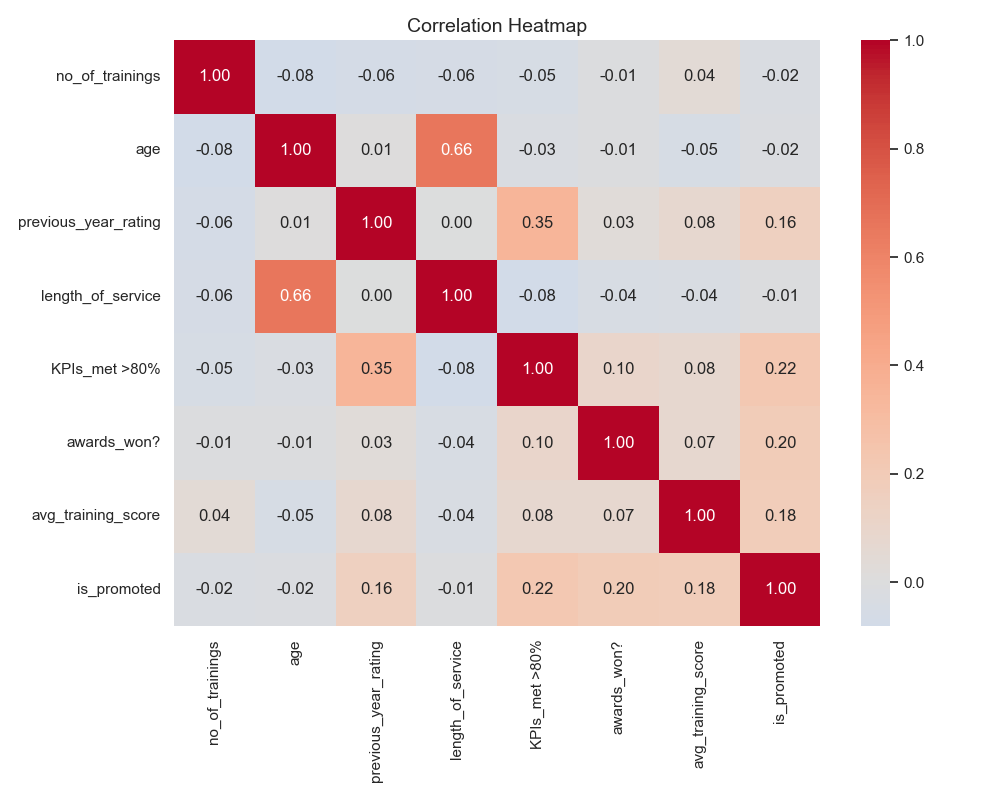 Correlation Heatmap
no_of_trainings 1.00 -0.08 -0.06 -0.06 -0.05 -0.01 0.04 -0.02
age -0.08 1.00 0.01 0.66 -0.03 -0.01 -0.05 -0.02
previous_year_rating -0.06 0.01 1.00 0.00 0.35 0.03 0.08 0.16
length_of_service -0.06 0.66 0.00 1.00 -0.08 -0.04 -0.04 -0.01
KPIs_met >80% -0.05 -0.03 0.35 -0.08 1.00 0.10 0.08 0.22
awards_won? -0.01 -0.01 0.03 -0.04 0.10 1.00 0.07 0.20
avg_training_score 0.04 -0.05 0.08 -0.04 0.08 0.07 1.00 0.18
is_promoted -0.02 -0.02 0.16 -0.01 0.22 0.20 0.18 1.00
no_of_trainings
age
previous_year_rating
length_of_service
KPIs_met >80%
awards_won?
avg_training_score
is_promoted
1.0
0.8
0.6
0.4
0.2
0.0